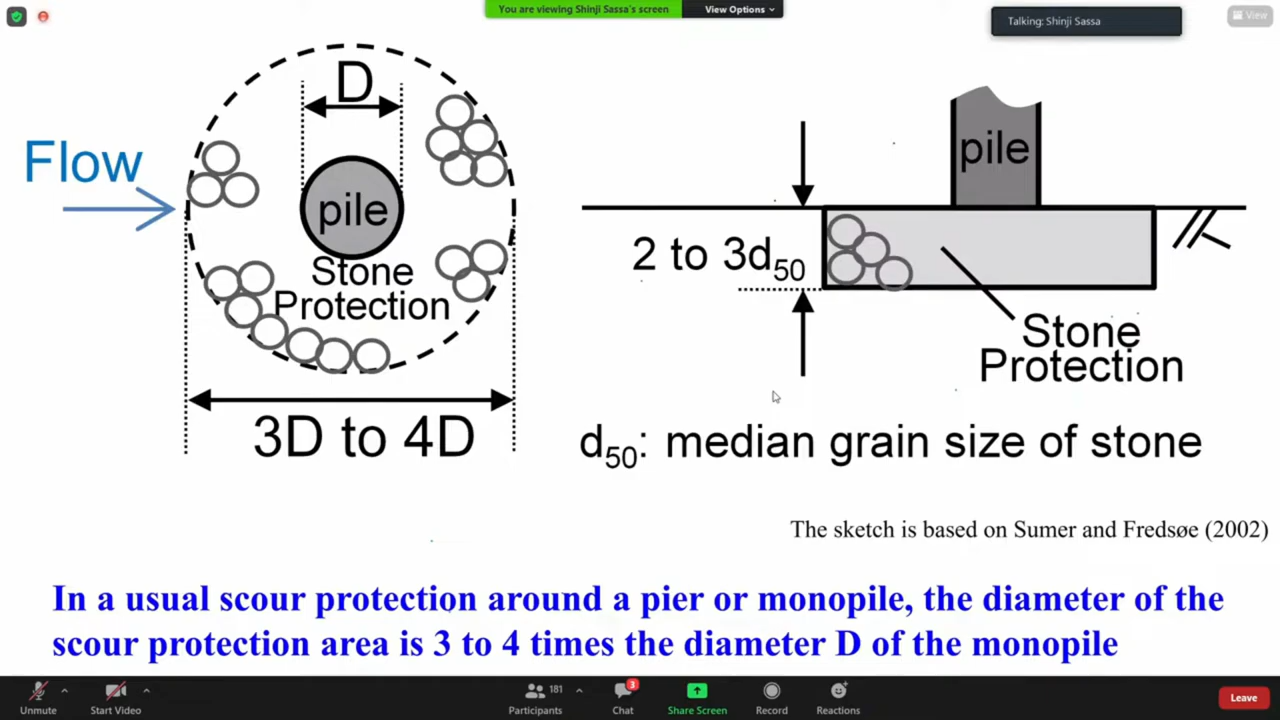 You are viewing Shinji Sassa's screen
View Options
Talking: Shinji Sassa
View
Flow
D
pile
Stone
Protection
3D to 4D
pile
2 to 3d50
Stone
Protection
d50: median grain size of stone
The sketch is based on Sumer and Fredsøe (2002)
In a usual scour protection around a pier or monopile, the diameter of the
scour protection area is 3 to 4 times the diameter D of the monopile
Unmute
Start Video
181
Participants
3
Chat
Share Screen
Record
Reactions
Leave